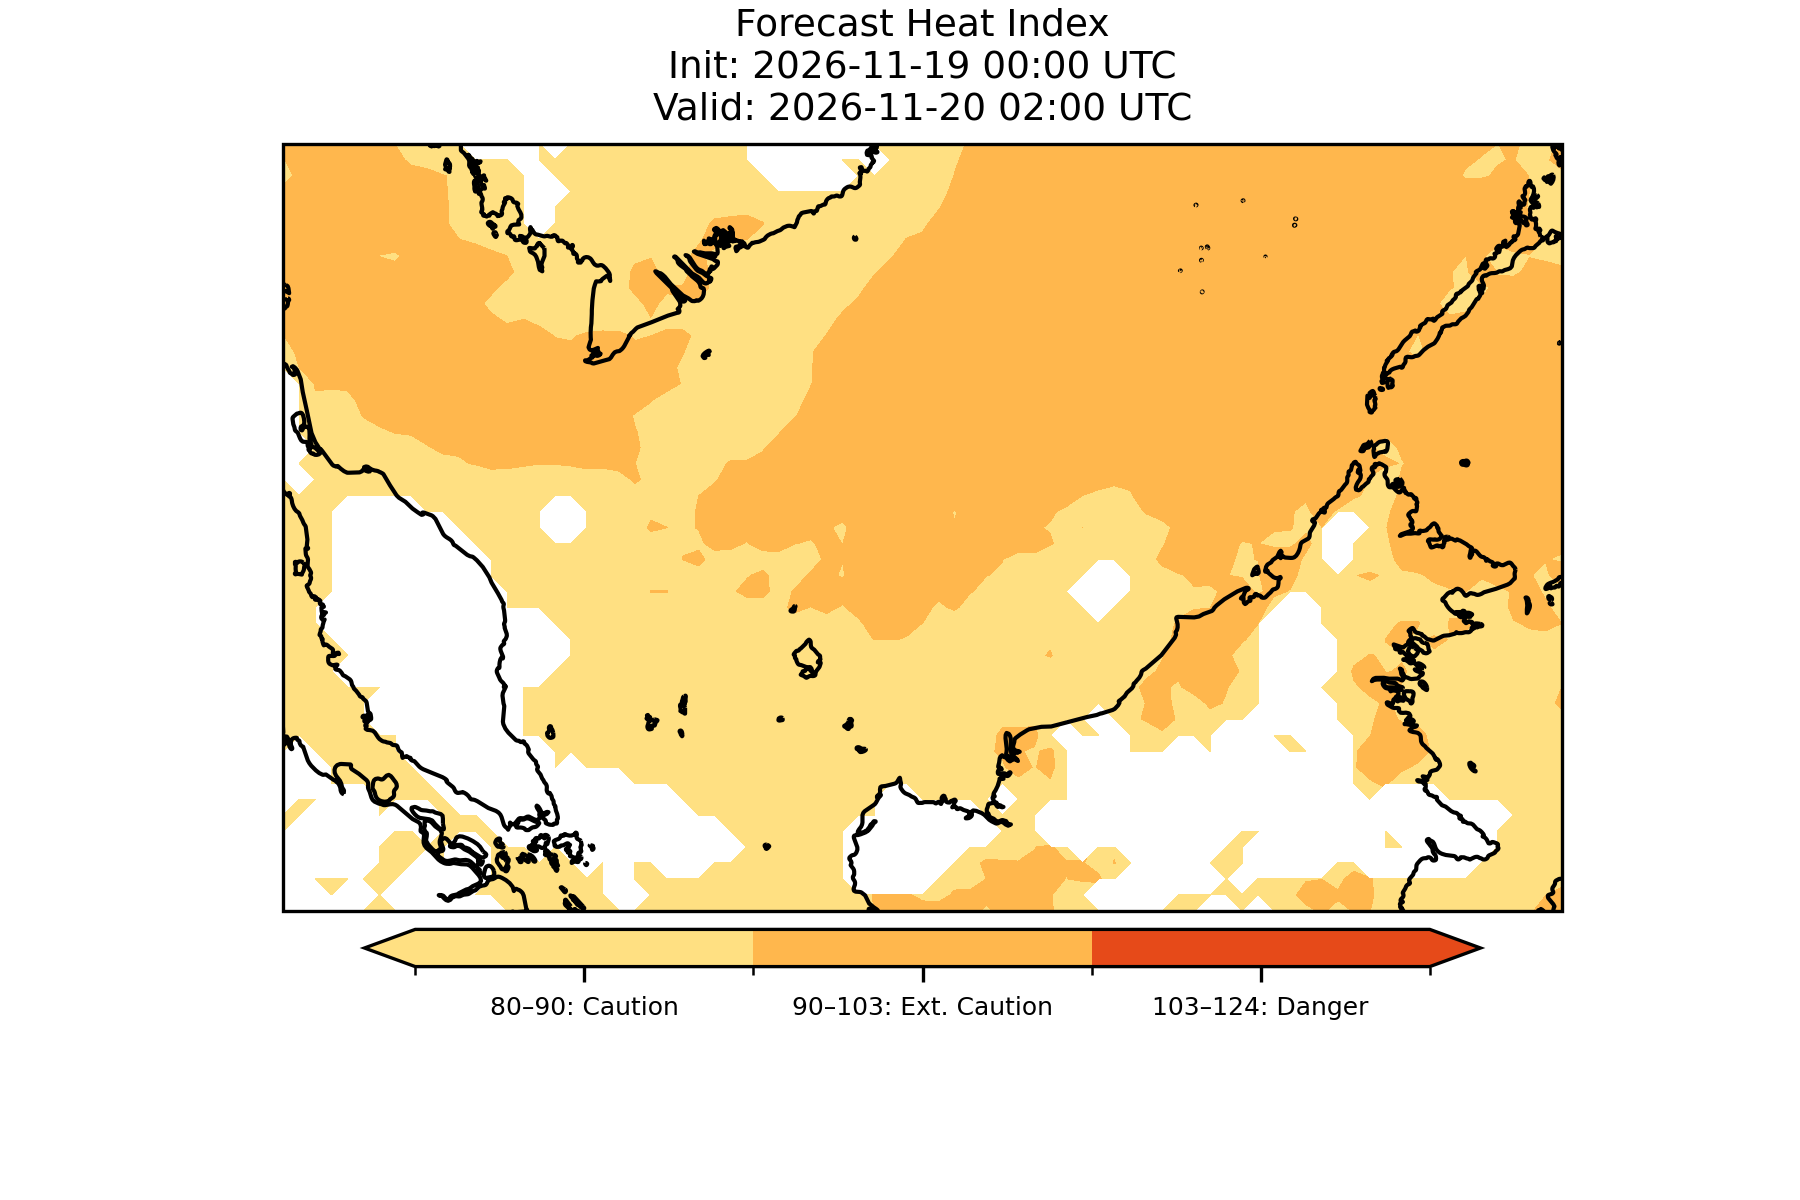 Forecast Heat Index
Init: 2026-11-19 00:00 UTC
Valid: 2026-11-20 02:00 UTC
80–90: Caution
90–103: Ext. Caution
103–124: Danger